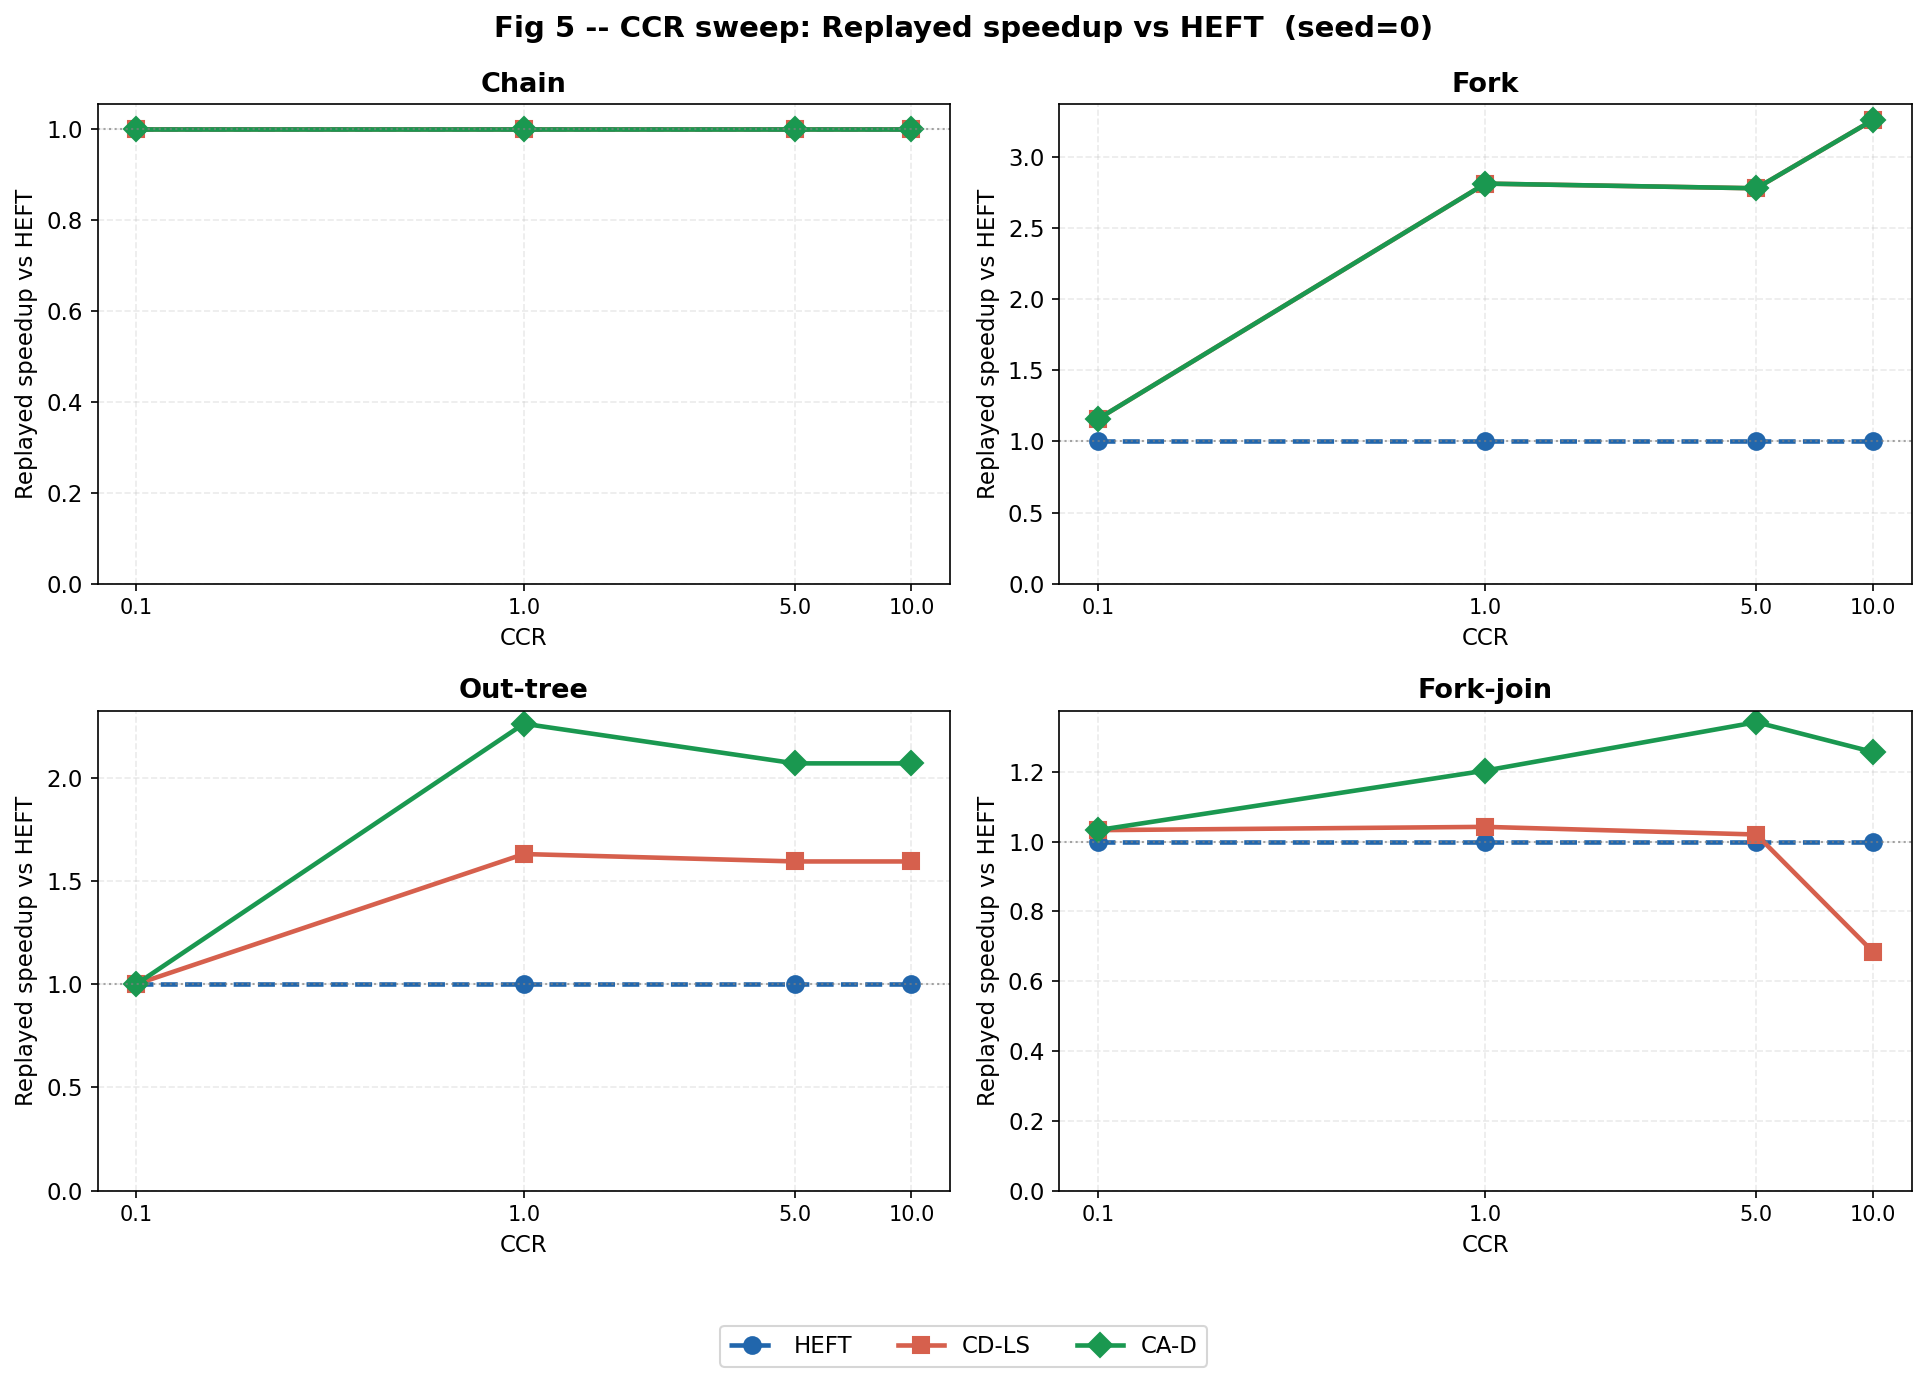 Fig 5 -- CCR sweep: Replayed speedup vs HEFT  (seed=0)
Chain
Replayed speedup vs HEFT
1.0
0.8
0.6
0.4
0.2
0.0
0.1 1.0 5.0 10.0
CCR
Fork
Replayed speedup vs HEFT
3.0
2.5
2.0
1.5
1.0
0.5
0.0
0.1 1.0 5.0 10.0
CCR
Out-tree
Replayed speedup vs HEFT
2.0
1.5
1.0
0.5
0.0
0.1 1.0 5.0 10.0
CCR
Fork-join
Replayed speedup vs HEFT
1.2
1.0
0.8
0.6
0.4
0.2
0.0
0.1 1.0 5.0 10.0
CCR
HEFT CD-LS CA-D